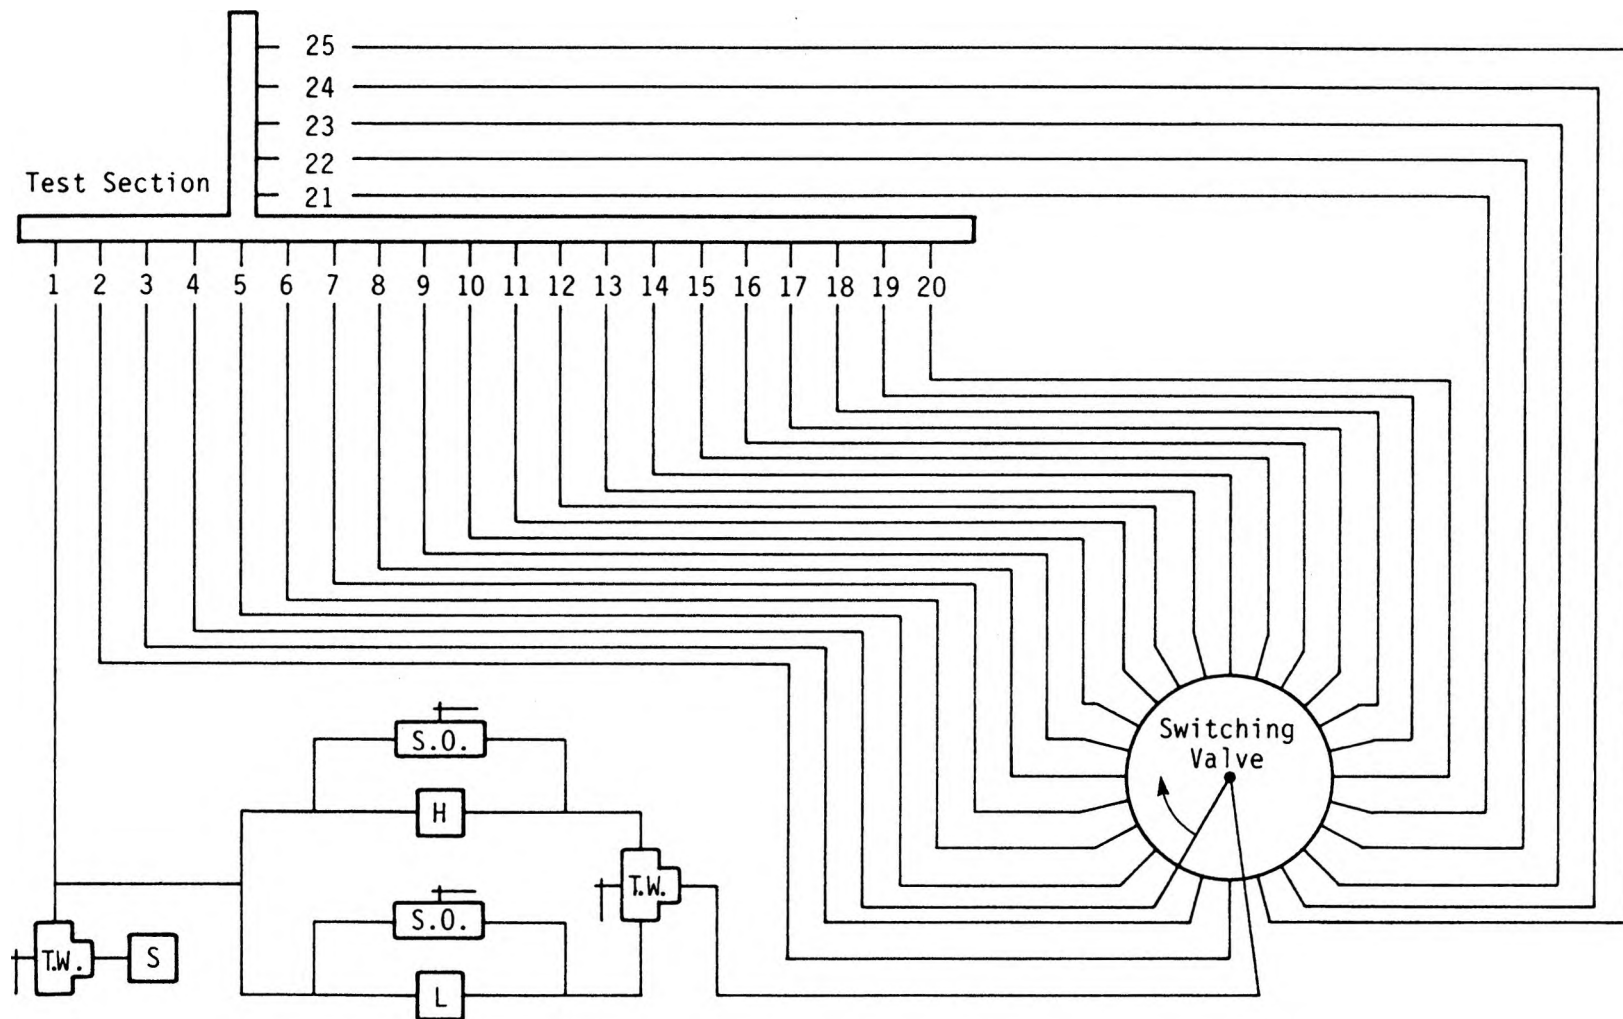 25
24
23
22
Test Section
21
1 2 3 4 5 6 7 8 9 10 11 12 13 14 15 16 17 18 19 20
Switching
Valve
S.O.
H
T.W.
S.O.
T.W.
S
L